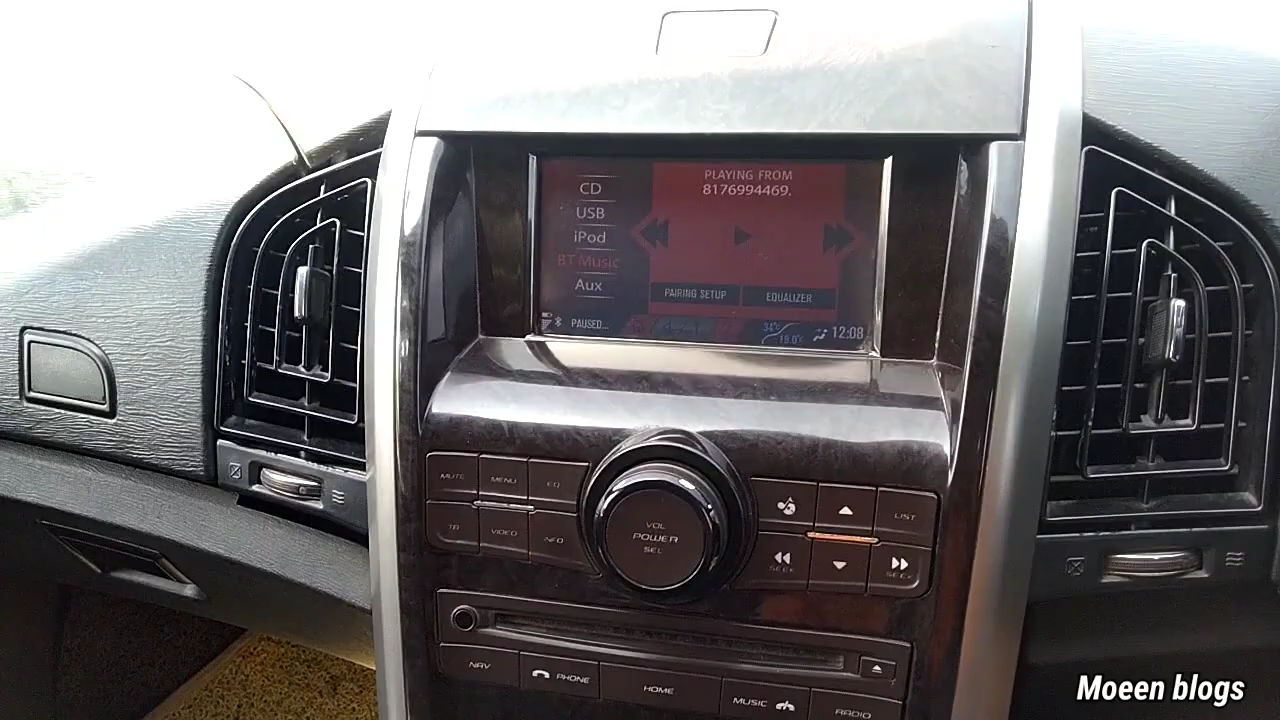 PLAYING FROM
8176994469.
CD
USB
iPod
BT Music
Aux
PAIRING SETUP
EQUALIZER
PAUSED...
34°c
19.0°c
12:08
MUTE
MENU
EQ
TA
VIDEO
INFO
VOL
POWER
SEL
LIST
SEEK
SEEK
NAV
PHONE
HOME
MUSIC
RADIO
Moeen blogs